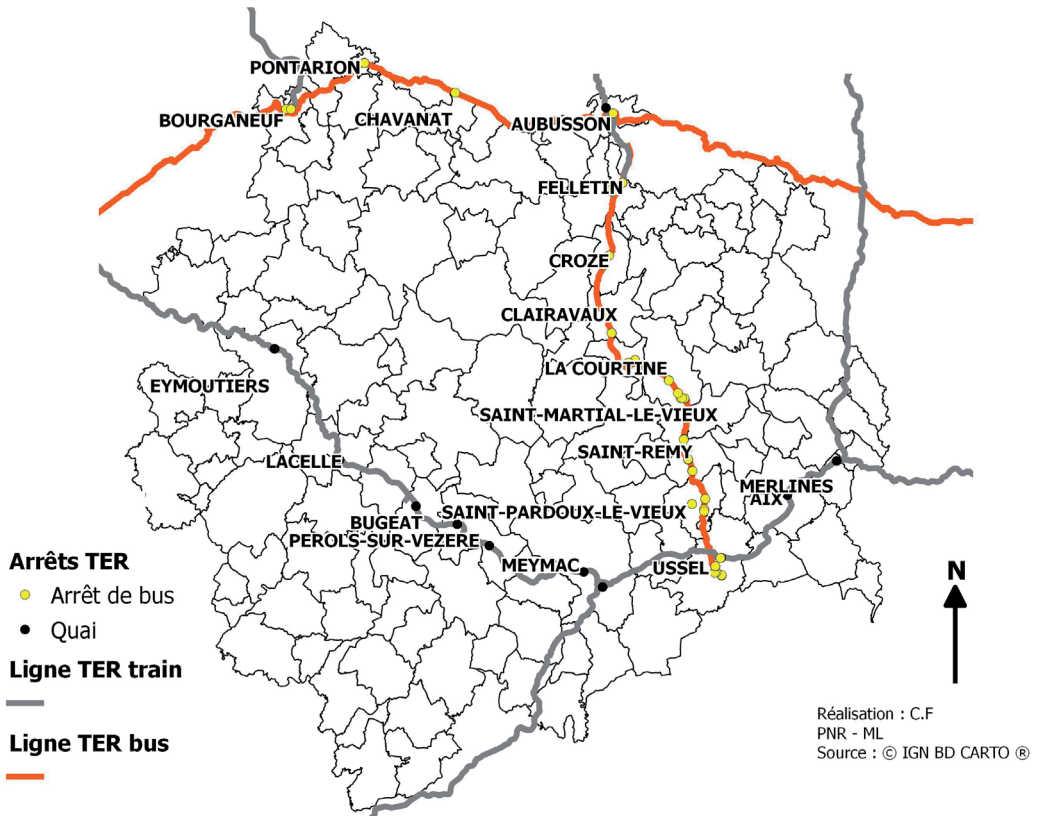 PONTARION
BOURGANEUF
CHAVANAT
AUBUSSON
FELLETIN
CROZE
CLAIRAVAUX
LA COURTINE
EYMOUTIERS
SAINT-MARTIAL-LE-VIEUX
SAINT-REMY
LACELLE
MERLINES
AIX
SAINT-PARDOUX-LE-VIEUX
BUGEAT
PEROLS-SUR-VEZERE
MEYMAC
USSEL
Arrêts TER
Arrêt de bus
Quai
Ligne TER train
Ligne TER bus
N
Réalisation : C.F
PNR - ML
Source : © IGN BD CARTO ®